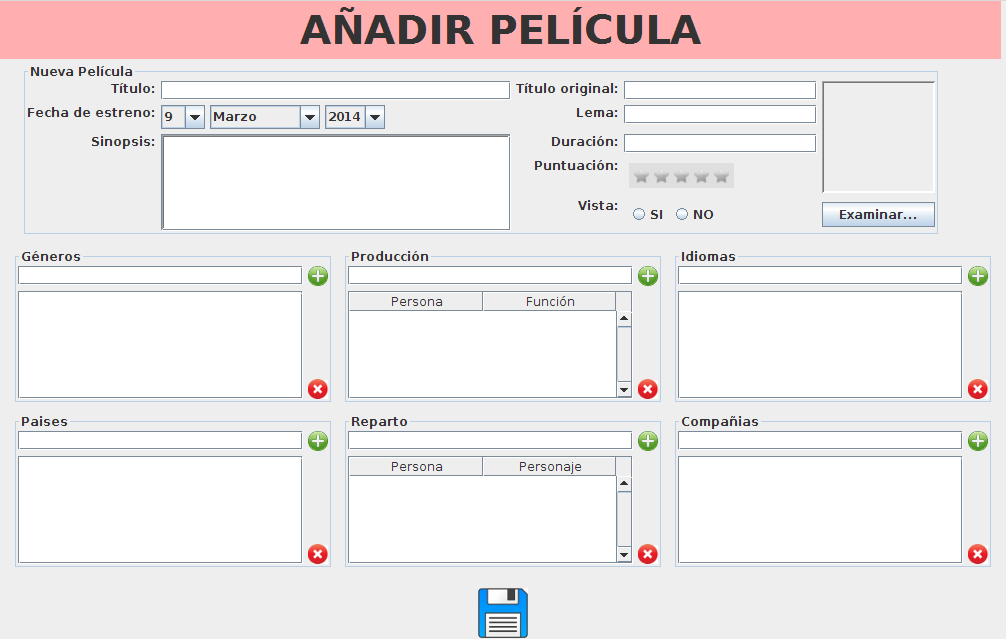 AÑADIR PELÍCULA
Nueva Película
Título:
Título original:
Fecha de estreno: 9 Marzo 2014
Lema:
Sinopsis:
Duración:
Puntuación:
Vista: SI NO
Examinar...
Géneros
Producción
Persona Función
Idiomas
Paises
Reparto
Persona Personaje
Compañias